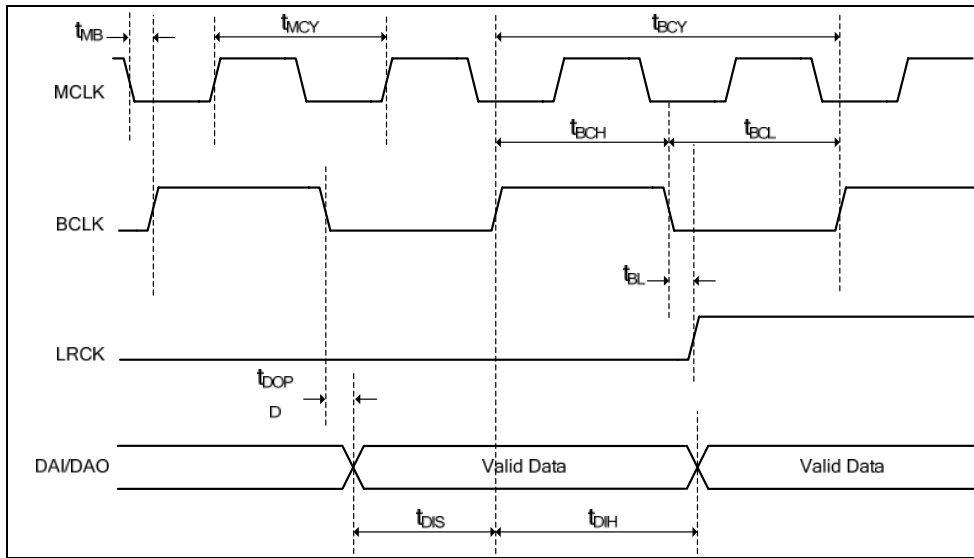 tMB
tMCY
tBCY
MCLK
tBCH
tBCL
BCLK
tBL
LRCK
tDOP
D
DAI/DAO
Valid Data
Valid Data
tDIS
tDIH